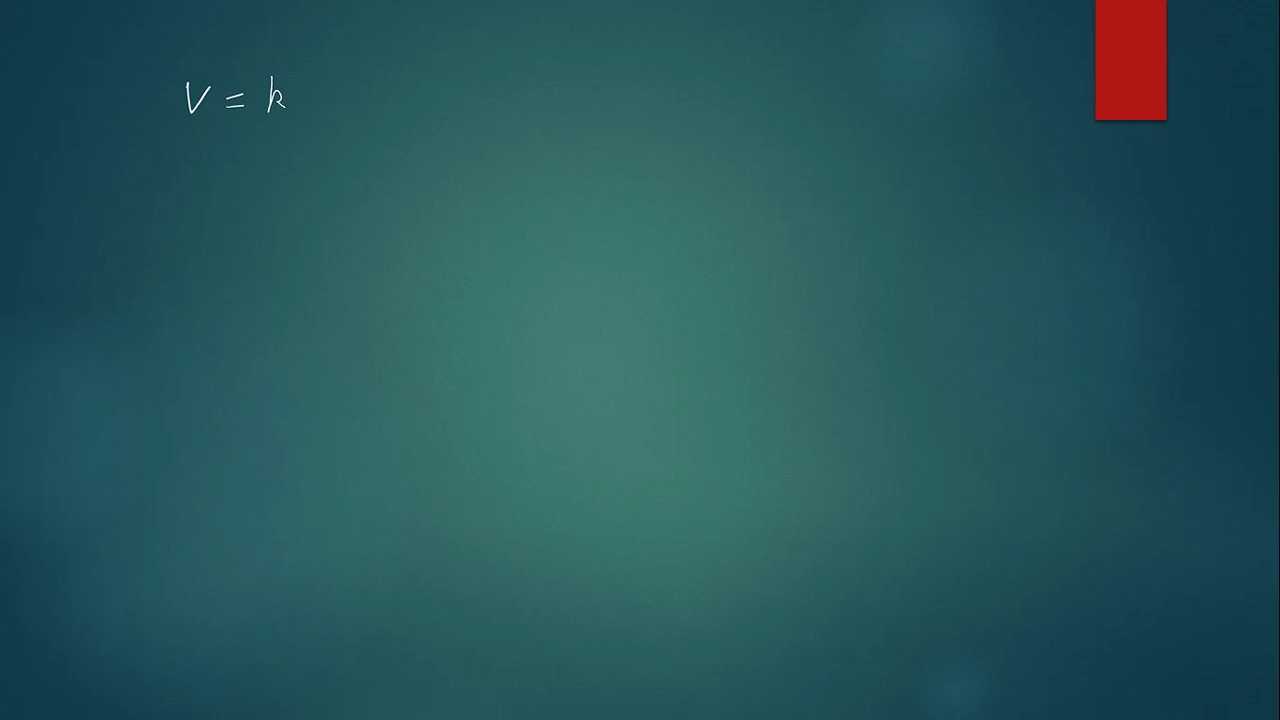 V = k